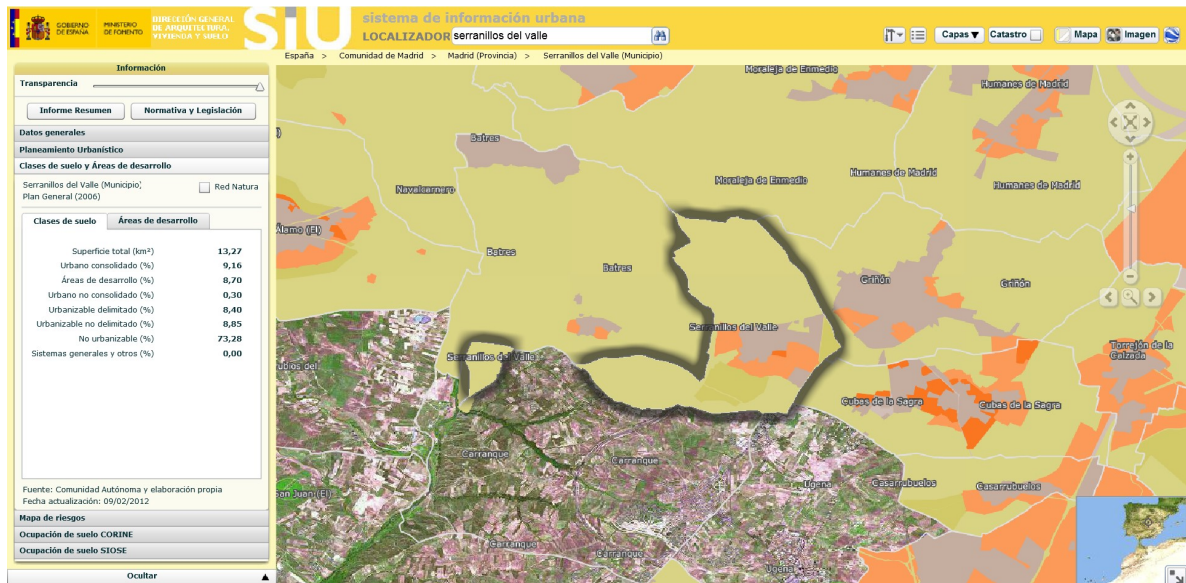 GOBIERNO DE ESPAÑA
MINISTERIO DE FOMENTO
DIRECCIÓN GENERAL DE ARQUITECTURA, VIVIENDA Y SUELO
SiU
sistema de información urbana
LOCALIZADOR serranillos del valle
Capas ▼ Catastro Mapa Imagen
España > Comunidad de Madrid > Madrid (Provincia) > Serranillos del Valle (Municipio)
Información
Transparencia
Informe Resumen Normativa y Legislación
Datos generales
Planeamiento Urbanístico
Clases de suelo y Áreas de desarrollo
Serranillos del Valle (Municipio)
Plan General (2006)
Red Natura
Clases de suelo Áreas de desarrollo
Superficie total (km²) 13,27
Urbano consolidado (%) 9,16
Áreas de desarrollo (%) 8,70
Urbano no consolidado (%) 0,30
Urbanizable delimitado (%) 8,40
Urbanizable no delimitado (%) 8,85
No urbanizable (%) 73,28
Sistemas generales y otros (%) 0,00
Fuente: Comunidad Autónoma y elaboración propia
Fecha actualización: 09/02/2012
Mapa de riesgos
Ocupación de suelo CORINE
Ocupación de suelo SIOSE
Ocultar
Moraleja de Enmedio
Humanes de Madrid
Batres
Navalcarnero
Moraleja de Enmedio
Humanes de Madrid
Humanes de Madrid
Álamo (El)
Batres
Batres
Griñón
Griñón
Serranillos del Valle
Serranillos del Valle
Torrejón de la Calzada
Cubas de la Sagra
Cubas de la Sagra
Carranque
Carranque
Ugena
Casarrubuelos
Casarrubuelos
San Juan (El)
Carranque
Carranque
Ugena